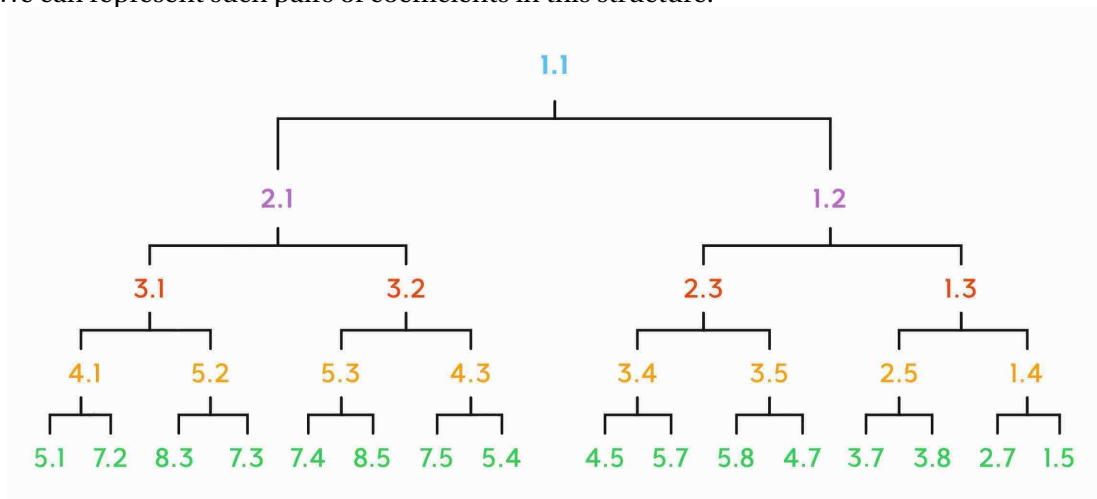 We can represent such pairs of coefficients in this structure.
1.1
2.1 1.2
3.1 3.2 2.3 1.3
4.1 5.2 5.3 4.3 3.4 3.5 2.5 1.4
5.1 7.2 8.3 7.3 7.4 8.5 7.5 5.4 4.5 5.7 5.8 4.7 3.7 3.8 2.7 1.5